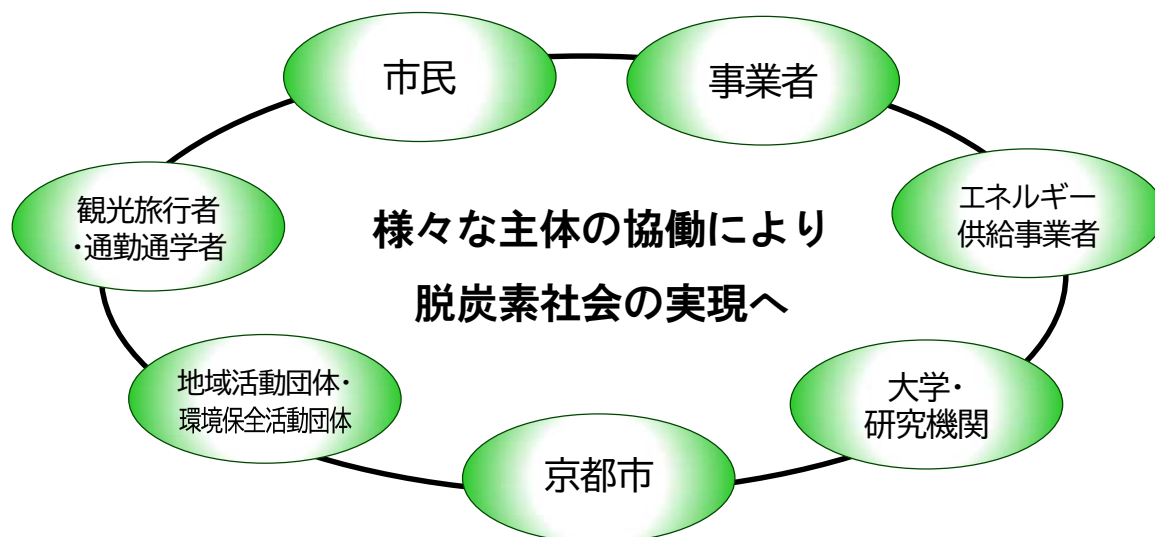 市民
事業者
観光旅行者
・通勤通学者
エネルギー
供給事業者
様々な主体の協働により
脱炭素社会の実現へ
地域活動団体・
環境保全活動団体
大学・
研究機関
京都市